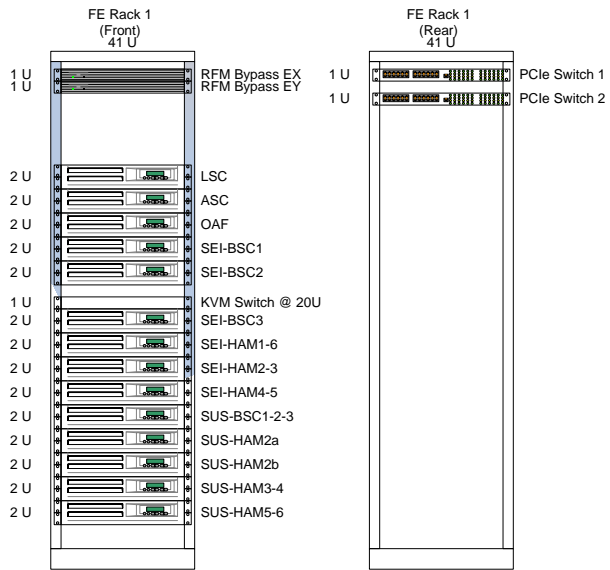 FE Rack 1
(Front)
41 U
1 U RFM Bypass EX
1 U RFM Bypass EY
2 U LSC
2 U ASC
2 U OAF
2 U SEI-BSC1
2 U SEI-BSC2
1 U KVM Switch @ 20U
2 U SEI-BSC3
2 U SEI-HAM1-6
2 U SEI-HAM2-3
2 U SEI-HAM4-5
2 U SUS-BSC1-2-3
2 U SUS-HAM2a
2 U SUS-HAM2b
2 U SUS-HAM3-4
2 U SUS-HAM5-6
FE Rack 1
(Rear)
41 U
1 U PCIe Switch 1
1 U PCIe Switch 2